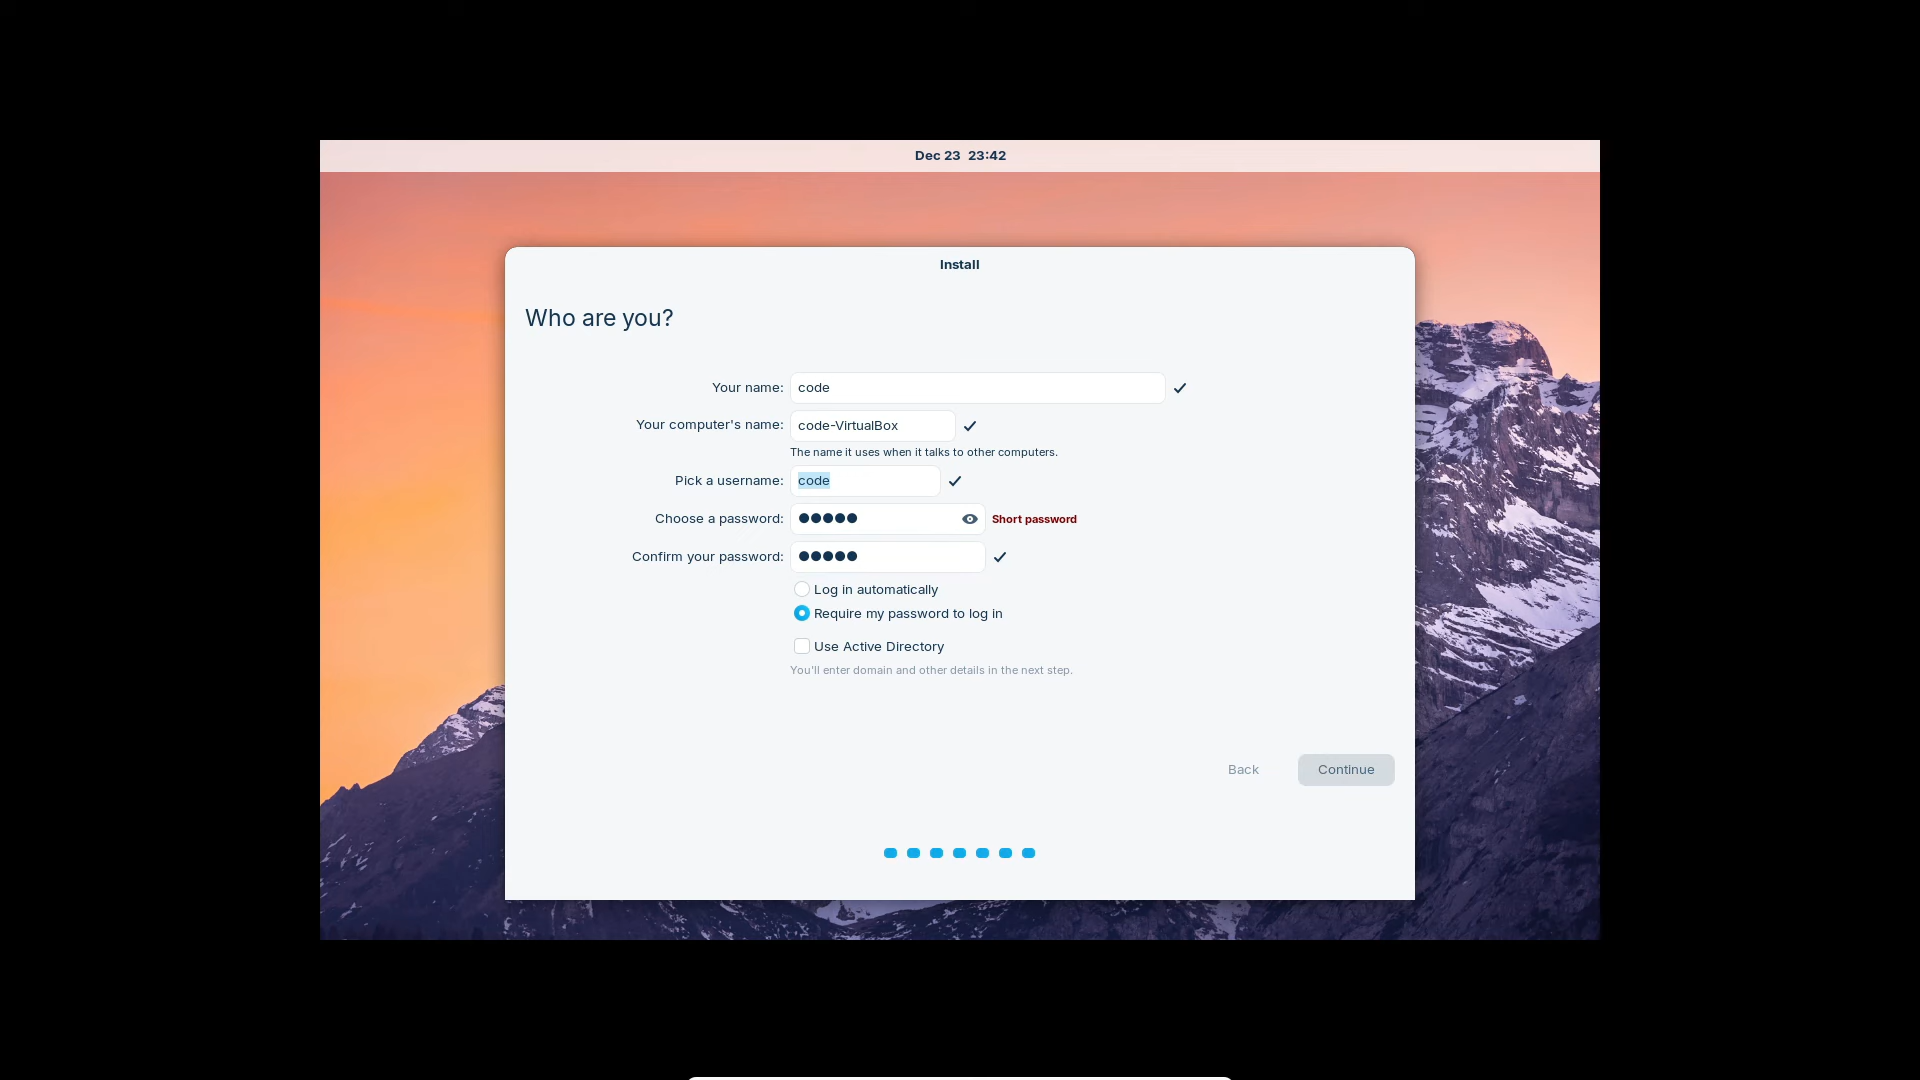 Dec 23 23:42
Install
Who are you?
Your name: code
Your computer's name: code-VirtualBox
The name it uses when it talks to other computers.
Pick a username: code
Choose a password: ●●●●● Short password
Confirm your password: ●●●●●
Log in automatically
Require my password to log in
Use Active Directory
You'll enter domain and other details in the next step.
Back Continue